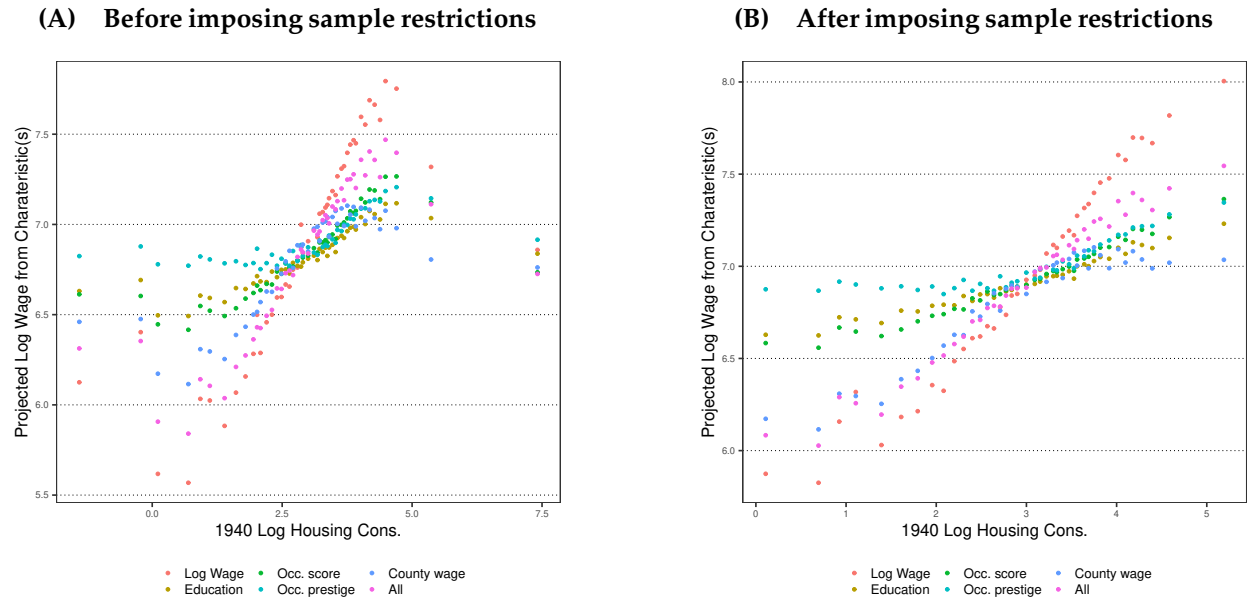 (A) Before imposing sample restrictions
Projected Log Wage from Charateristic(s)
7.5
7.0
6.5
6.0
5.5
0.0 2.5 5.0 7.5
1940 Log Housing Cons.
Log Wage Occ. score County wage
Education Occ. prestige All
(B) After imposing sample restrictions
Projected Log Wage from Charateristic(s)
8.0
7.5
7.0
6.5
6.0
0 1 2 3 4 5
1940 Log Housing Cons.
Log Wage Occ. score County wage
Education Occ. prestige All